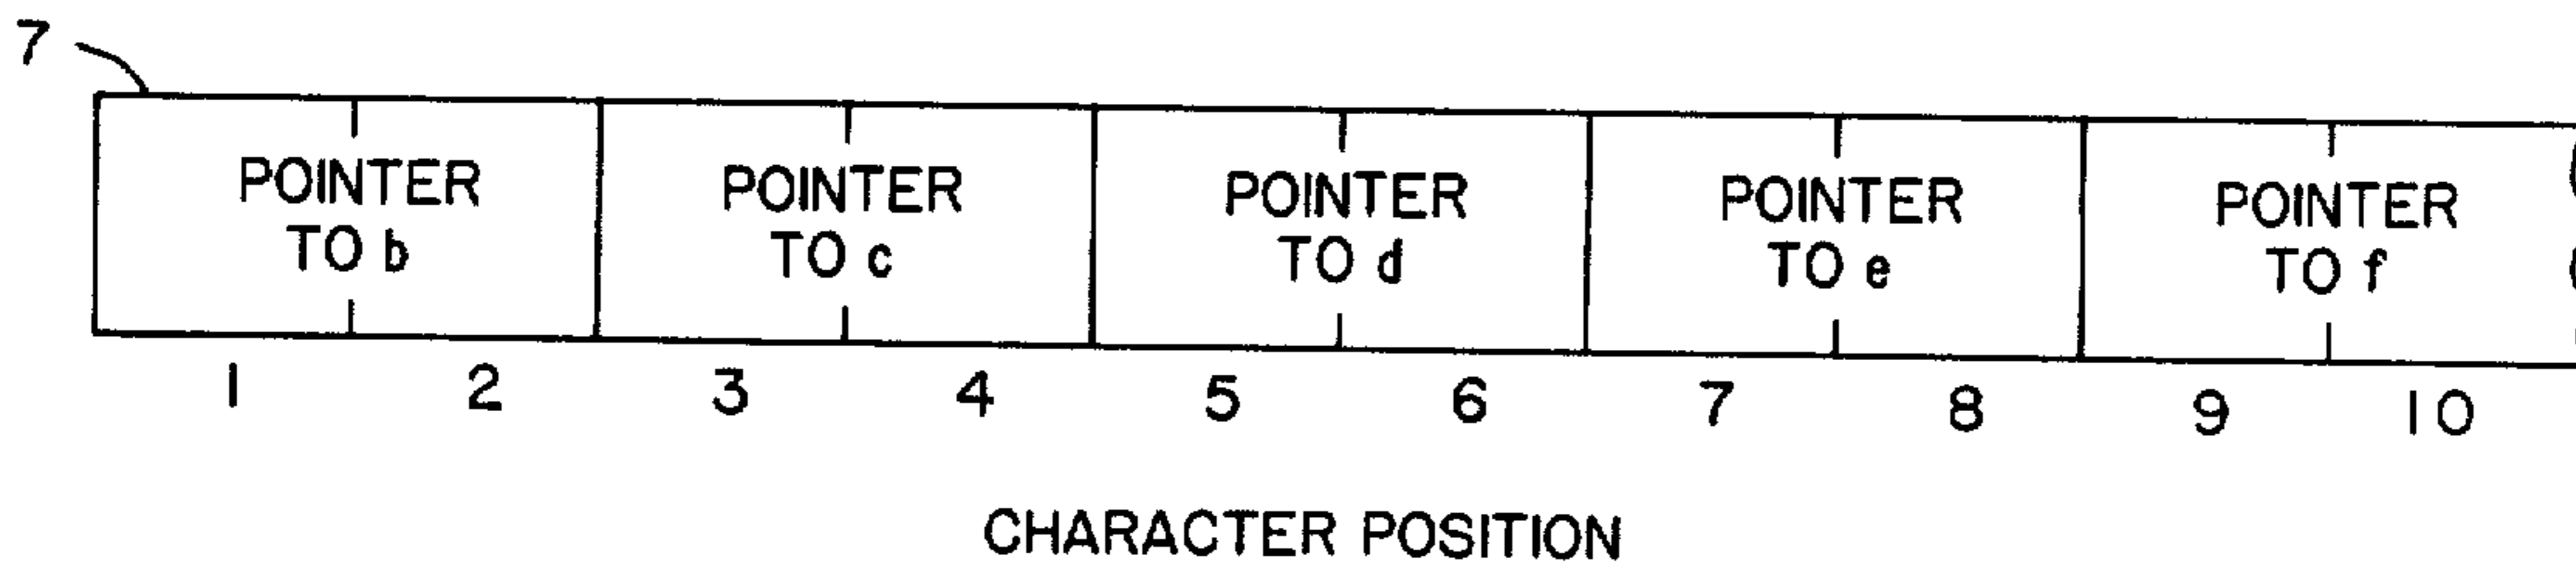 7
POINTER TO b
POINTER TO c
POINTER TO d
POINTER TO e
POINTER TO f
1 2 3 4 5 6 7 8 9 10
CHARACTER POSITION